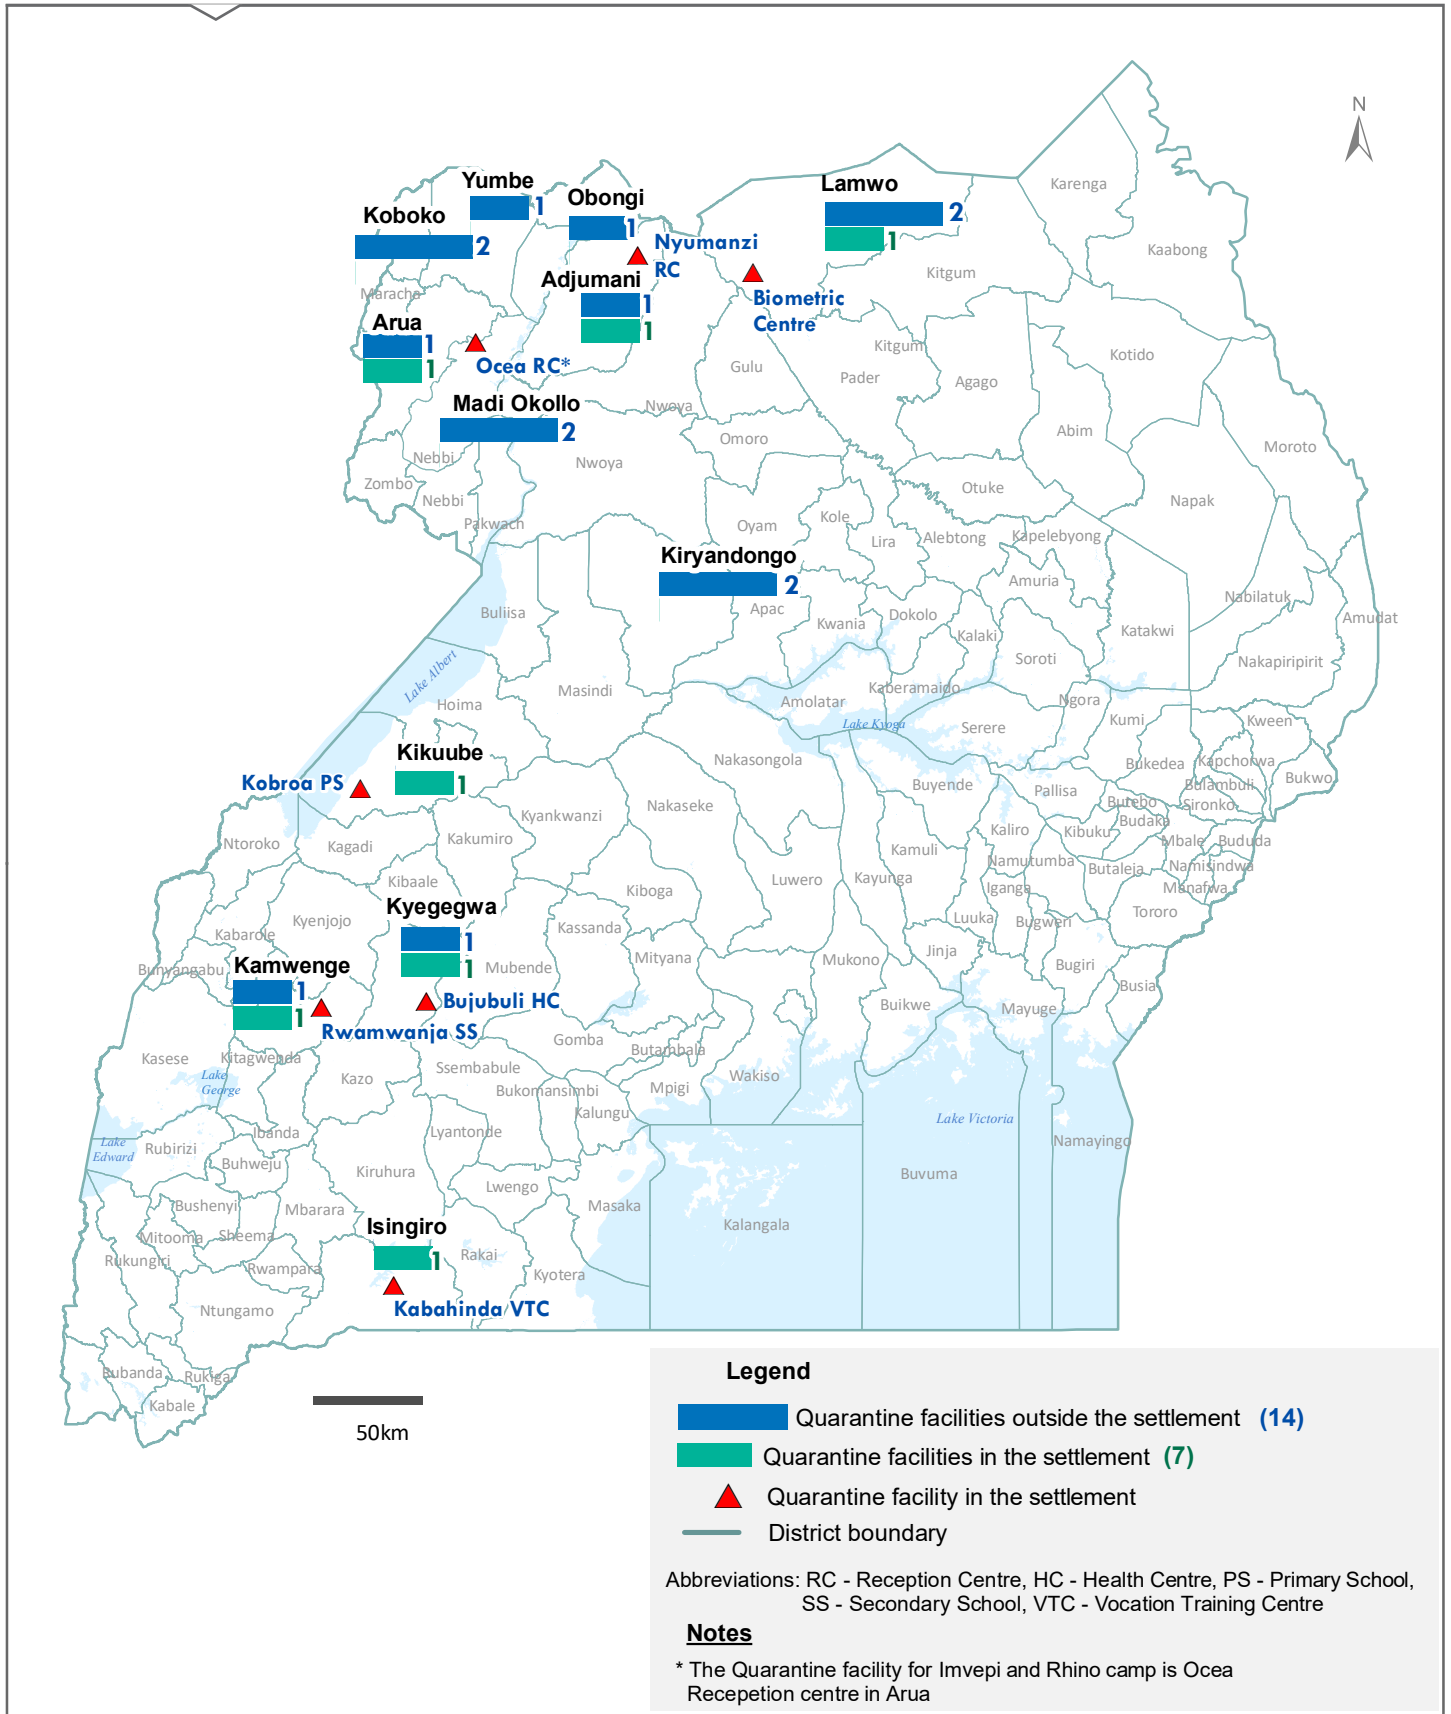 N
Karenga
Lamwo
2
1
Yumbe
1
Obongi
1
Koboko
2
Nyumanzi
RC
Kaabong
Kitgum
Adjumani
1
1
Biometric
Centre
Maracha
Arua
1
1
Ocea RC*
Kitgum
Kotido
Gulu
Pader
Agago
Madi Okollo
2
Nwoya
Omoro
Abim
Moroto
Nebbi
Nwoya
Zombo
Nebbi
Otuke
Napak
Pakwach
Oyam
Kole
Lira
Alebtong
Kapelebyong
Kiryandongo
2
Amuria
Buliisa
Apac
Kwania
Dokolo
Kalaki
Katakwi
Nabilatuk
Amudat
Soroti
Nakapiripirit
Lake Albert
Hoima
Masindi
Amolatar
Kaberamaido
Ngora
Lake Kyoga
Serere
Kumi
Kween
Kikuube
1
Nakasongola
Bukedea
Kapchorwa
Kobroa PS
Buyende
Pallisa
Bulambuli
Bukwo
Nakaseke
Butebo
Sironko
Kyankwanzi
Budaka
Kaliro
Kibuku
Ntoroko
Kagadi
Kakumiro
Kamuli
Mbale
Bududa
Namutumba
Butaleja
Namisindwa
Kibaale
Kiboga
Luwero
Kayunga
Iganga
Manafwa
Kyegegwa
1
1
Kyenjojo
Kassanda
Luuka
Bugweri
Tororo
Kabarole
Bunyangabu
Mubende
Mityana
Mukono
Jinja
Bugiri
Kamwenge
1
1
Busia
Bujubuli HC
Rwamwanja SS
Buikwe
Mayuge
Kasese
Kitagwenda
Gomba
Butambala
Lake
George
Kazo
Ssembabule
Bukomansimbi
Mpigi
Wakiso
Kalungu
Lake Victoria
Ibanda
Lyantonde
Lake
Edward
Rubirizi
Namayingo
Buhweju
Kiruhura
Buvuma
Lwengo
Bushenyi
Mbarara
Masaka
Kalangala
Mitooma
Sheema
Isingiro
1
Rukungiri
Rwampara
Rakai
Kyotera
Ntungamo
Kabahinda VTC
Rubanda
Rukiga
Kabale
50km
Legend
Quarantine facilities outside the settlement (14)
Quarantine facilities in the settlement (7)
Quarantine facility in the settlement
District boundary
Abbreviations: RC - Reception Centre, HC - Health Centre, PS - Primary School,
SS - Secondary School, VTC - Vocation Training Centre
Notes
* The Quarantine facility for Imvepi and Rhino camp is Ocea
Recepetion centre in Arua